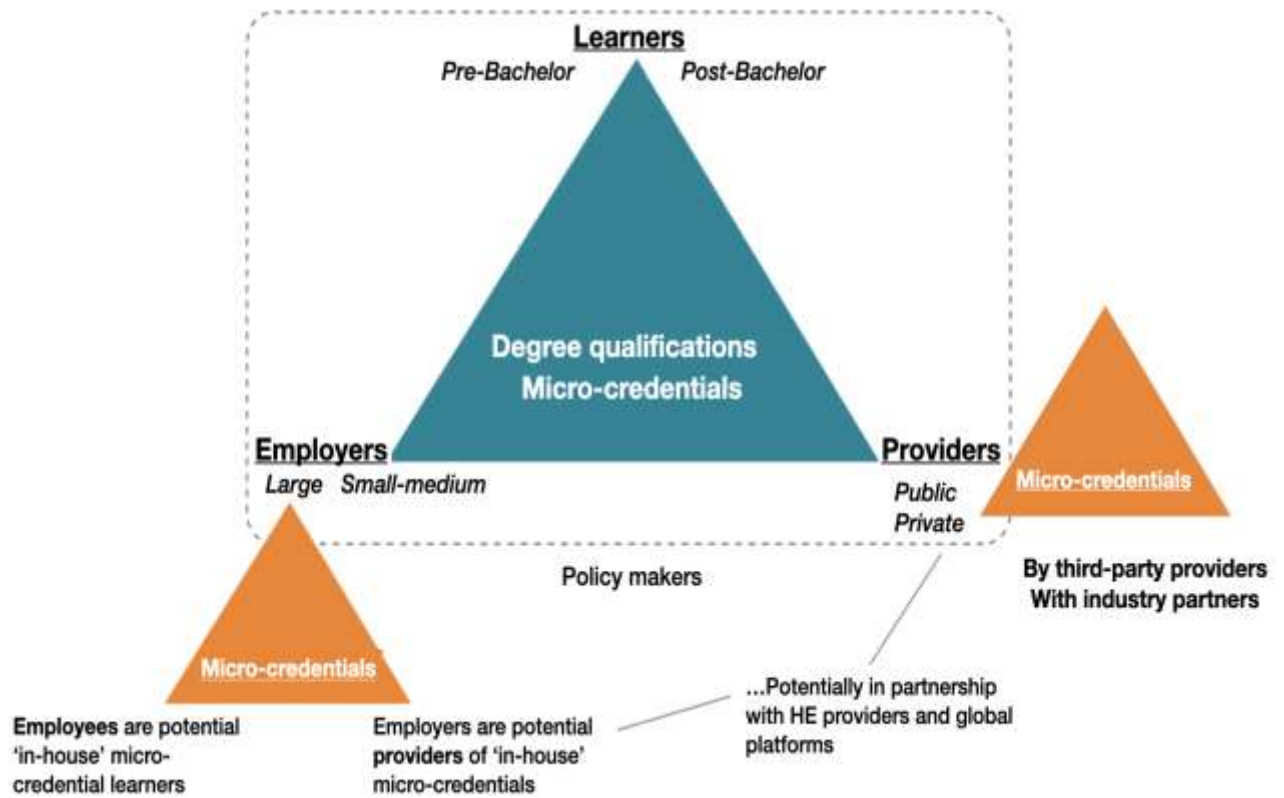 Learners
Pre-Bachelor
Post-Bachelor
Degree qualifications
Micro-credentials
Employers
Large Small-medium
Providers
Public
Private
Micro-credentials
By third-party providers
With industry partners
Policy makers
Micro-credentials
Employees are potential
‘in-house’ micro-
credential learners
Employers are potential
providers of ‘in-house’
micro-credentials
...Potentially in partnership
with HE providers and global
platforms